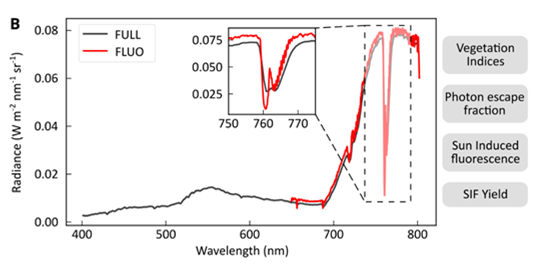 B
FULL
FLUO
0.08
0.06
0.04
0.02
0.00
Radiance (W m⁻² nm⁻¹ sr⁻¹)
0.075
0.050
0.025
750 760 770
400 500 600 700 800
Wavelength (nm)
Vegetation
Indices
Photon escape
fraction
Sun Induced
fluorescence
SIF Yield